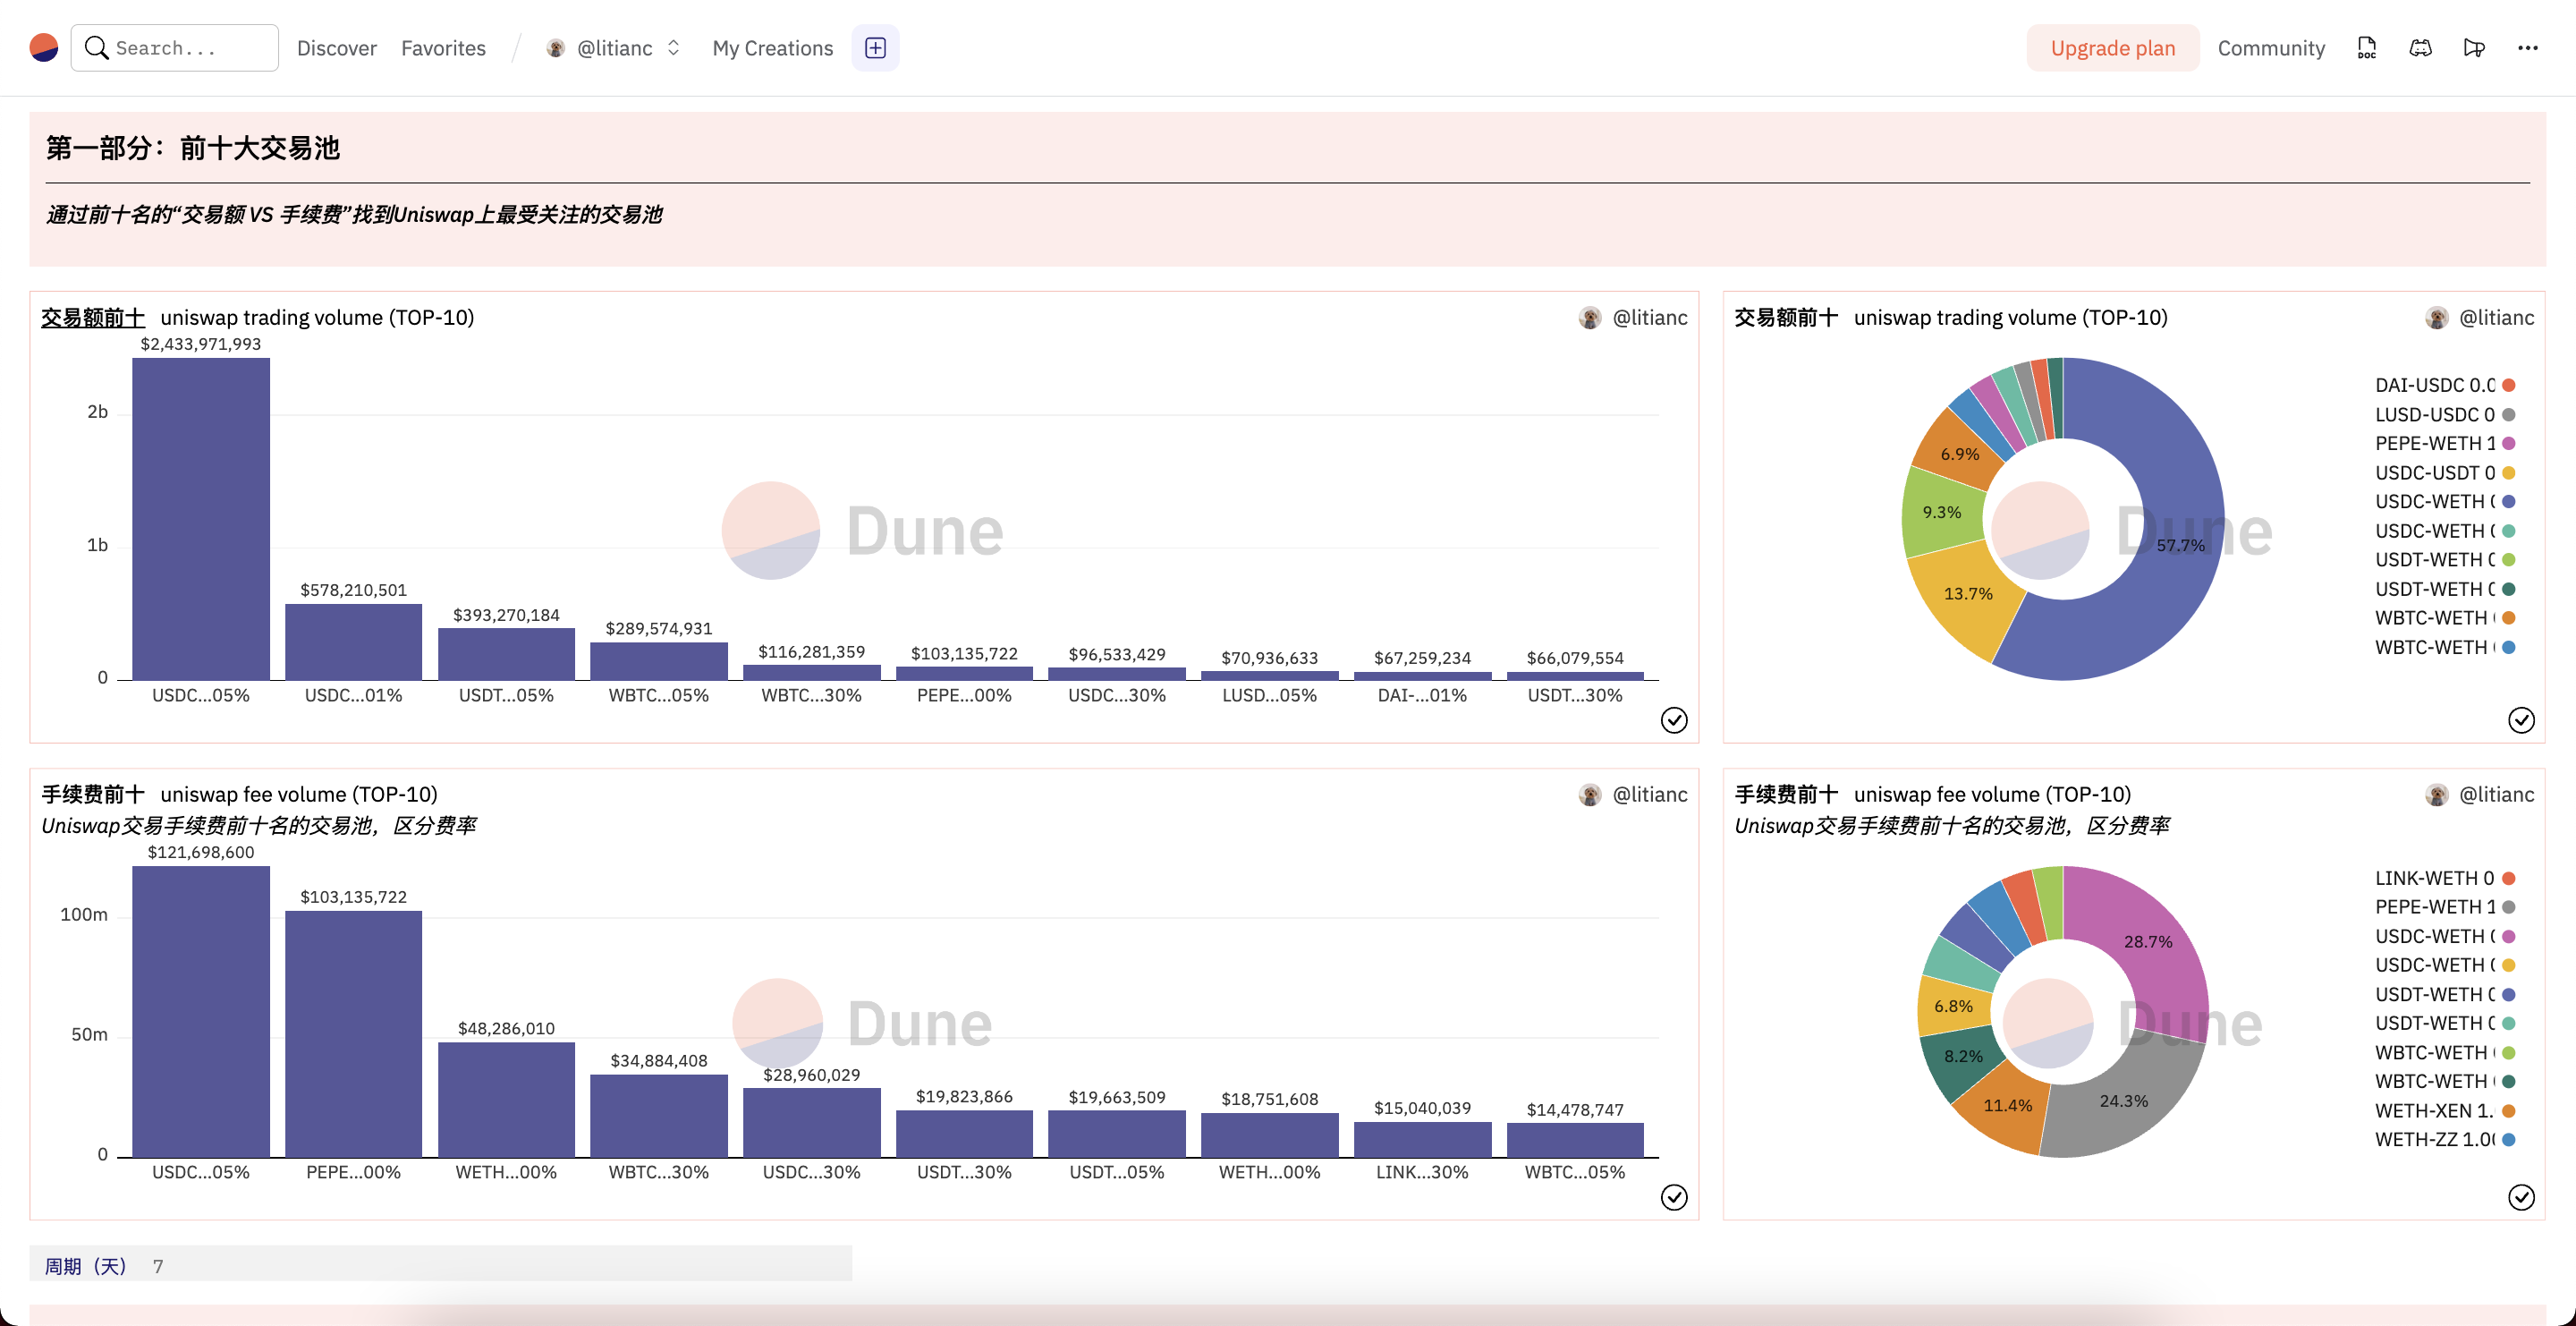 Search...
Discover
Favorites
@litianc
My Creations
Upgrade plan
Community
DOC
第一部分：前十大交易池
通过前十名的“交易额 VS 手续费”找到Uniswap上最受关注的交易池
交易额前十 uniswap trading volume (TOP-10)
@litianc
$2,433,971,993
$578,210,501
$393,270,184
$289,574,931
$116,281,359
$103,135,722
$96,533,429
$70,936,633
$67,259,234
$66,079,554
2b
1b
0
Dune
USDC...05%
USDC...01%
USDT...05%
WBTC...05%
WBTC...30%
PEPE...00%
USDC...30%
LUSD...05%
DAI-...01%
USDT...30%
交易额前十 uniswap trading volume (TOP-10)
@litianc
6.9%
9.3%
13.7%
57.7%
Dune
DAI-USDC 0.0
LUSD-USDC 0
PEPE-WETH 1
USDC-USDT 0
USDC-WETH
USDC-WETH
USDT-WETH
USDT-WETH
WBTC-WETH
WBTC-WETH
手续费前十 uniswap fee volume (TOP-10)
@litianc
Uniswap交易手续费前十名的交易池，区分费率
$121,698,600
$103,135,722
$48,286,010
$34,884,408
$28,960,029
$19,823,866
$19,663,509
$18,751,608
$15,040,039
$14,478,747
100m
50m
0
Dune
USDC...05%
PEPE...00%
WETH...00%
WBTC...30%
USDC...30%
USDT...30%
USDT...05%
WETH...00%
LINK...30%
WBTC...05%
手续费前十 uniswap fee volume (TOP-10)
@litianc
Uniswap交易手续费前十名的交易池，区分费率
28.7%
24.3%
11.4%
8.2%
6.8%
Dune
LINK-WETH 0
PEPE-WETH 1
USDC-WETH
USDC-WETH
USDT-WETH
USDT-WETH
WBTC-WETH
WBTC-WETH
WETH-XEN 1.
WETH-ZZ 1.0
周期（天） 7